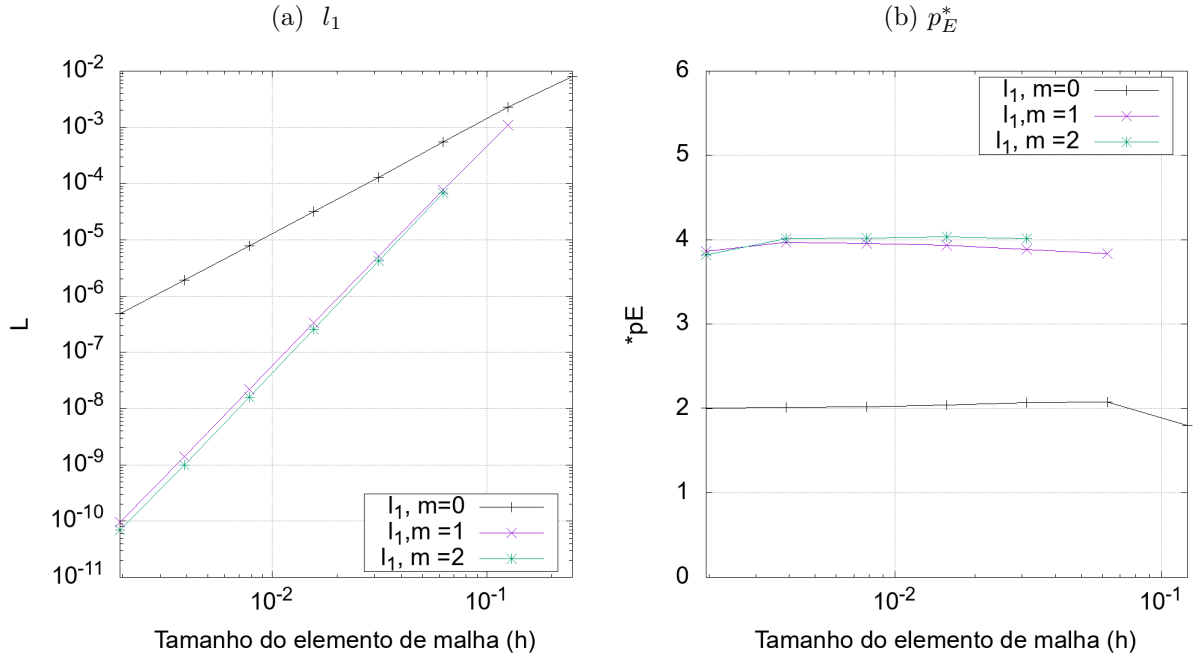 (a) l₁
10⁻²
10⁻³
10⁻⁴
10⁻⁵
10⁻⁶
10⁻⁷
10⁻⁸
10⁻⁹
10⁻¹⁰
10⁻¹¹
L
l₁, m=0
l₁,m =1
l₁, m =2
10⁻² 10⁻¹
Tamanho do elemento de malha (h)
(b) p*_E
6
5
4
3
2
1
0
*pE
l₁, m=0
l₁,m =1
l₁, m =2
10⁻² 10⁻¹
Tamanho do elemento de malha (h)